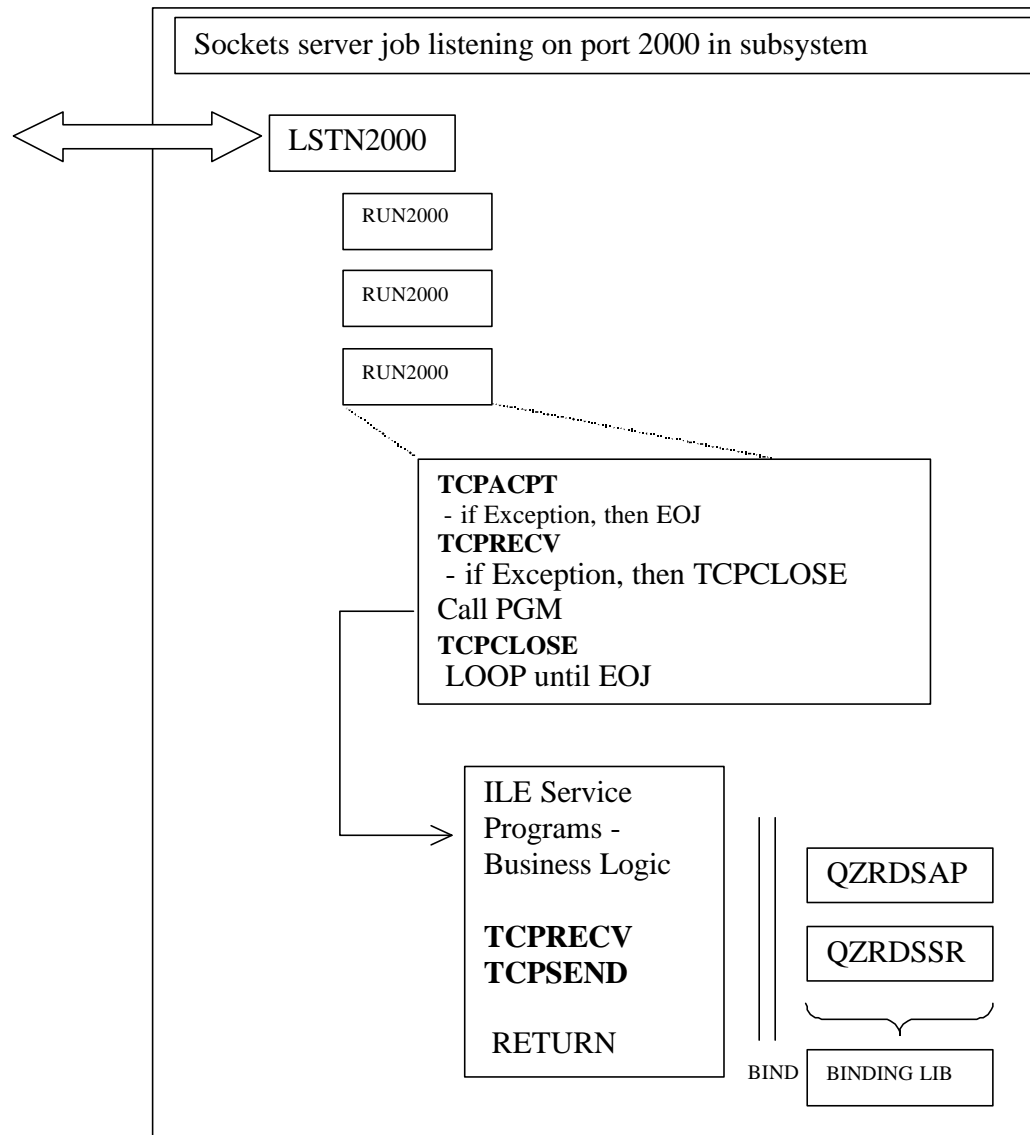 Sockets server job listening on port 2000 in subsystem
LSTN2000
RUN2000
RUN2000
RUN2000
TCPACPT
- if Exception, then EOJ
TCPRECV
- if Exception, then TCPCLOSE
Call PGM
TCPCLOSE
LOOP until EOJ
ILE Service
Programs -
Business Logic
TCPRECV
TCPSEND
RETURN
BIND
QZRDSAP
QZRDSSR
BINDING LIB